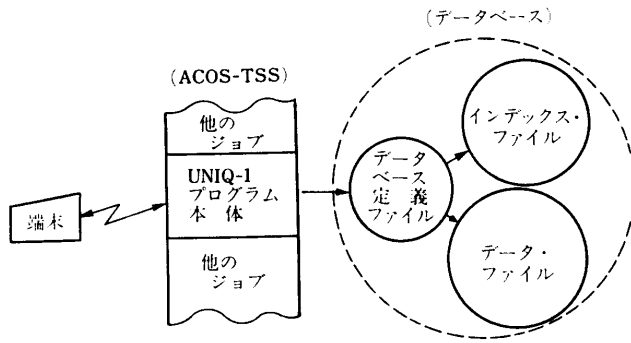 (データベース)
(ACOS-TSS)
他の
ジョブ
UNIQ-1
プログラム
本 体
他の
ジョブ
端末
データ
ベース
定 義
ファイル
インデックス・
ファイル
データ・
ファイル